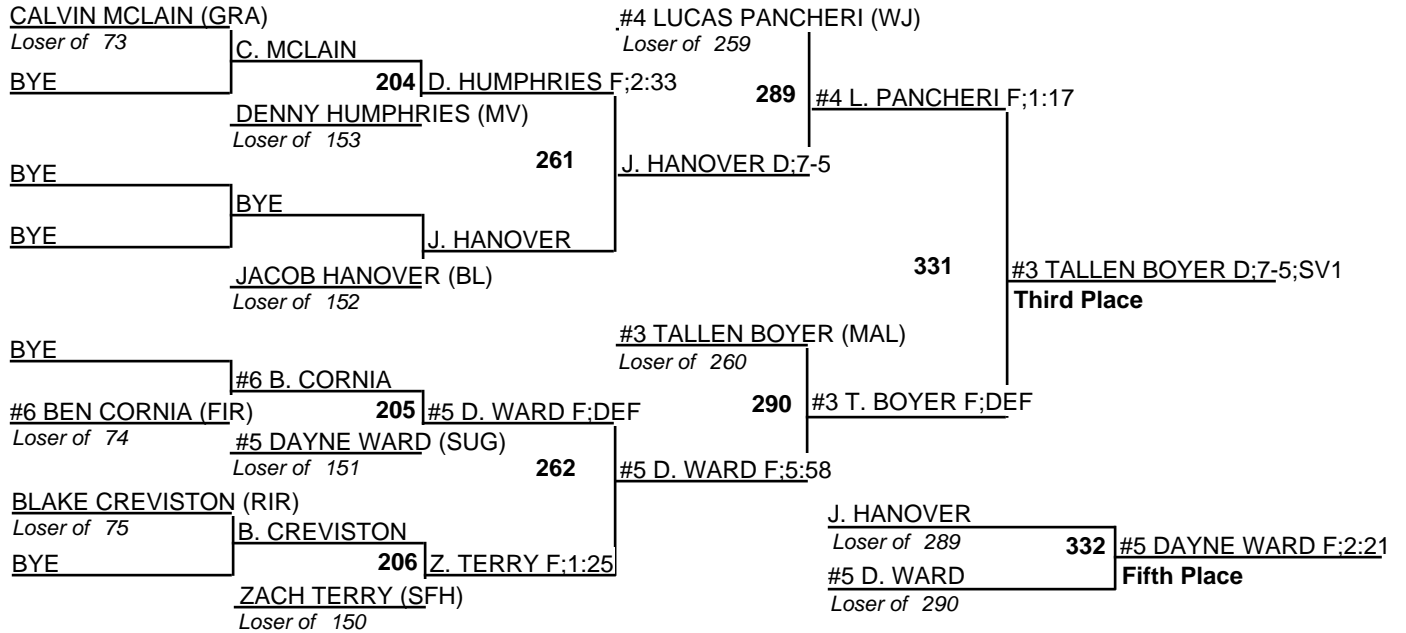 CALVIN MCLAIN (GRA)
Loser of 73
BYE
C. MCLAIN
204
DENNY HUMPHRIES (MV)
Loser of 153
D. HUMPHRIES F;2:33
BYE
BYE
BYE
JACOB HANOVER (BL)
Loser of 152
J. HANOVER
261
J. HANOVER D;7-5
#4 LUCAS PANCHERI (WJ)
Loser of 259
289
#4 L. PANCHERI F;1:17
BYE
#6 BEN CORNIA (FIR)
Loser of 74
#6 B. CORNIA
205
#5 DAYNE WARD (SUG)
Loser of 151
#5 D. WARD F;DEF
BLAKE CREVISTON (RIR)
Loser of 75
BYE
B. CREVISTON
206
ZACH TERRY (SFH)
Loser of 150
Z. TERRY F;1:25
262
#5 D. WARD F;5:58
#3 TALLEN BOYER (MAL)
Loser of 260
290
#3 T. BOYER F;DEF
331
#3 TALLEN BOYER D;7-5;SV1
Third Place
J. HANOVER
Loser of 289
#5 D. WARD
Loser of 290
332
#5 DAYNE WARD F;2:21
Fifth Place